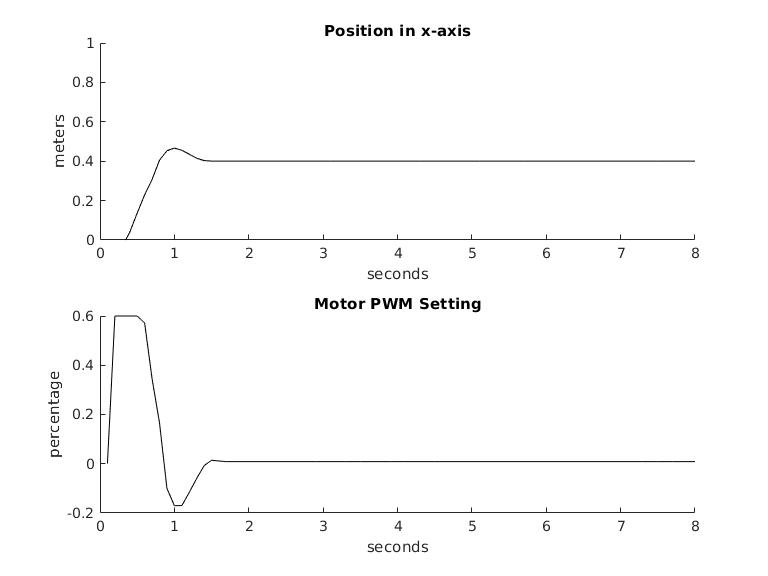 Position in x-axis
1
0.8
0.6
0.4
0.2
0
meters
0 1 2 3 4 5 6 7 8
seconds
Motor PWM Setting
0.6
0.4
0.2
0
-0.2
percentage
0 1 2 3 4 5 6 7 8
seconds